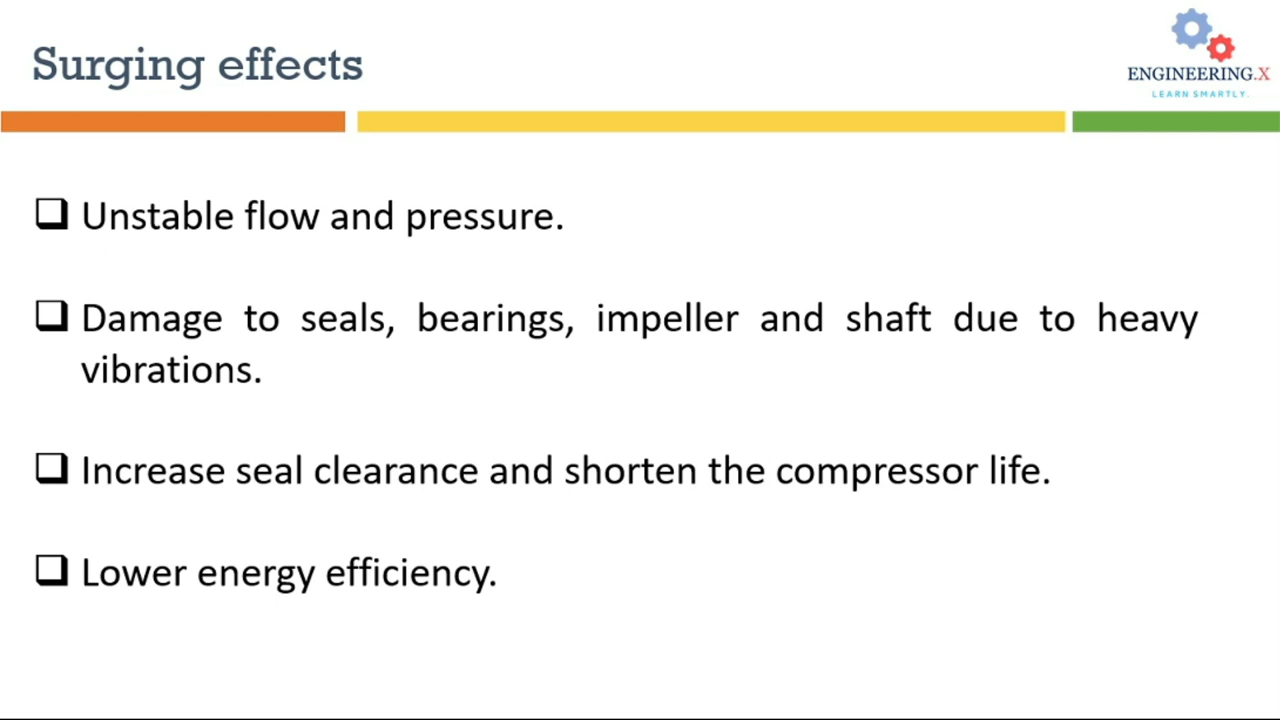 Surging effects
ENGINEERING.X
LEARN SMARTLY.
Unstable flow and pressure.
Damage to seals, bearings, impeller and shaft due to heavy
vibrations.
Increase seal clearance and shorten the compressor life.
Lower energy efficiency.